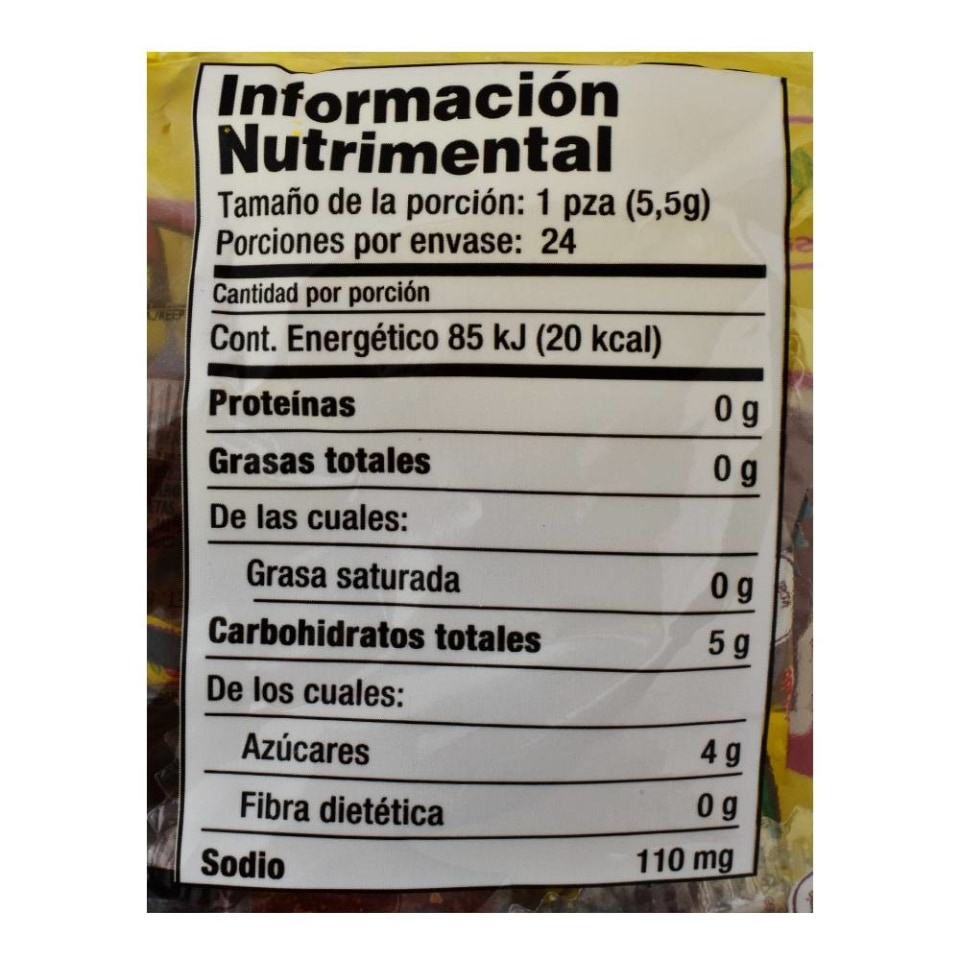 Información
Nutrimental
Tamaño de la porción: 1 pza (5,5g)
Porciones por envase: 24
Cantidad por porción
Cont. Energético 85 kJ (20 kcal)
Proteínas 0 g
Grasas totales 0 g
De las cuales:
Grasa saturada 0 g
Carbohidratos totales 5 g
De los cuales:
Azúcares 4 g
Fibra dietética 0 g
Sodio 110 mg